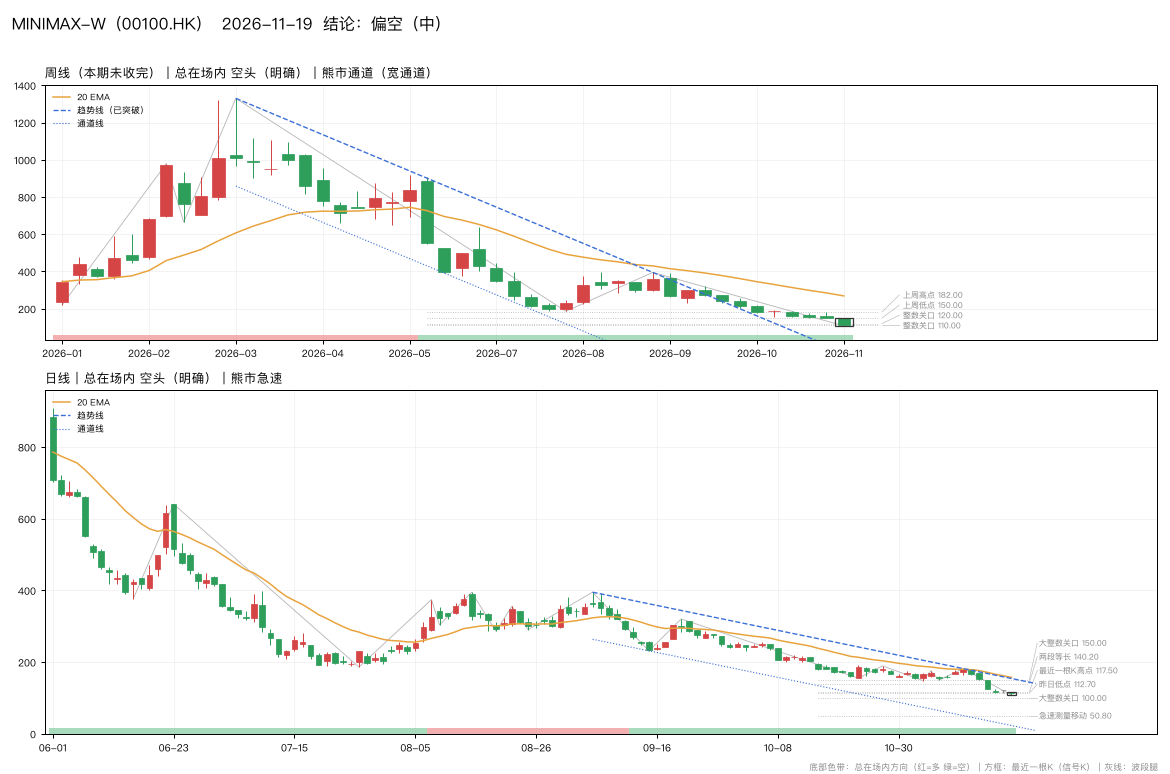 MINIMAX-W（00100.HK） 2026-11-19 结论：偏空（中）
周线（本期未收完）｜总在场内 空头（明确）｜熊市通道（宽通道）
1400
1200
1000
800
600
400
200
20 EMA
趋势线（已突破）
通道线
上周高点 182.00
上周低点 150.00
整数关口 120.00
整数关口 110.00
2026-01 2026-02 2026-03 2026-04 2026-05 2026-06 2026-07 2026-08 2026-09 2026-10 2026-11
日线｜总在场内 空头（明确）｜熊市急速
800
600
400
200
0
20 EMA
趋势线
通道线
大整数关口 150.00
两段等长 140.20
最近一根K高点 117.50
昨日低点 112.70
大整数关口 100.00
急速测量移动 50.80
06-01 06-23 07-15 08-05 08-26 09-16 10-08 10-30
底部色带：总在场内方向（红=多 绿=空）｜方框：最近一根K（信号K）｜灰线：波段腿